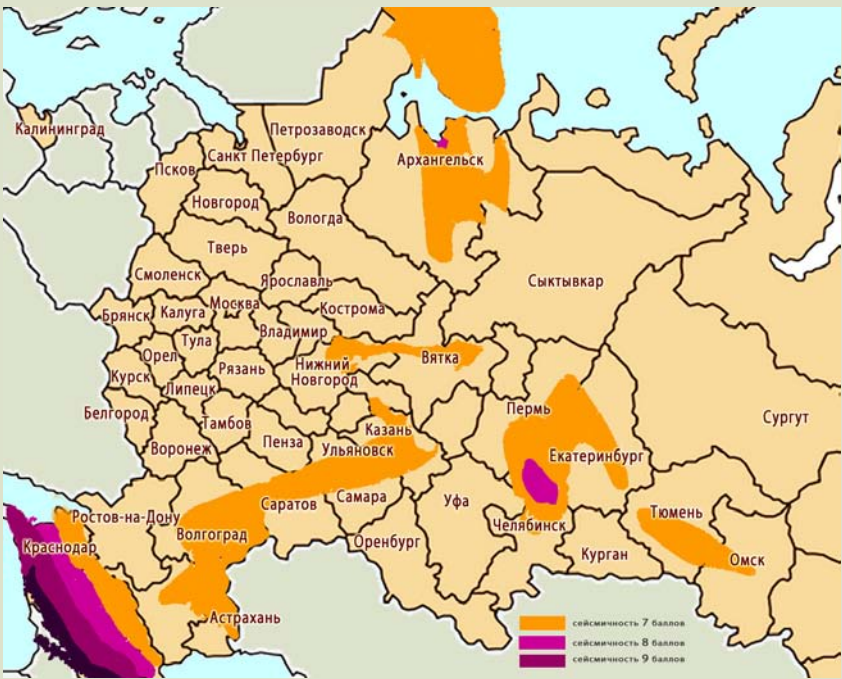 Калининград
Петрозаводск
Санкт Петербург
Архангельск
Псков
Новгород
Вологда
Тверь
Смоленск
Ярославль
Сыктывкар
Москва
Кострома
Брянск
Калуга
Владимир
Тула
Орел
Вятка
Рязань
Нижний
Новгород
Курск
Липецк
Пермь
Белгород
Тамбов
Казань
Сургут
Воронеж
Пенза
Ульяновск
Екатеринбург
Самара
Уфа
Саратов
Тюмень
Ростов-на-Дону
Челябинск
Волгоград
Краснодар
Оренбург
Курган
Омск
Астрахань
сейсмичность 7 баллов
сейсмичность 8 баллов
сейсмичность 9 баллов